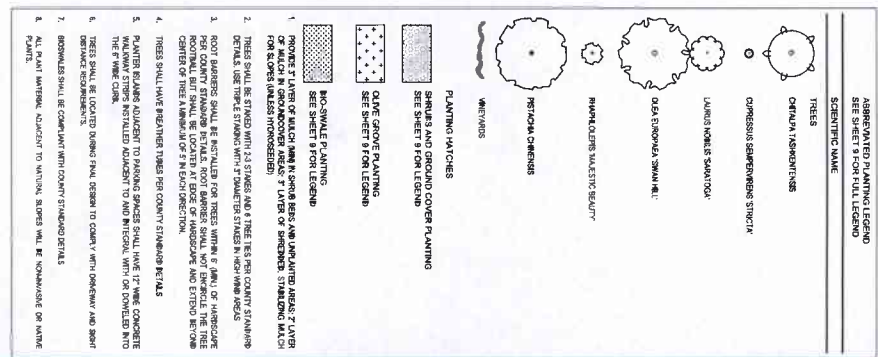 ABBREVIATED PLANTING LEGEND
SEE SHEET 9 FOR FULL LEGEND
SCIENTIFIC NAME
TREES
CHITALPA TASHKENTENSIS
CUPRESSUS SEMPERVIRENS 'STRICTA'
LAURUS NOBILIS 'SARATOGA'
OLEA EUROPAEA 'SWAN HILL'
RHAPHIOLEPIS 'MAJESTIC BEAUTY'
PISTACHIA CHINENSIS
VINEYARDS
PLANTING HATCHES
SHRUBS AND GROUND COVER PLANTING
SEE SHEET 9 FOR LEGEND
OLIVE GROVE PLANTING
SEE SHEET 9 FOR LEGEND
BIO-SWALE PLANTING
SEE SHEET 9 FOR LEGEND
1. PROVIDE 3" LAYER OF MULCH (MIN) IN SHRUB BEDS AND UNPLANTED AREAS; 2" LAYER
OF MULCH IN GROUNDCOVER AREAS; 3" LAYER OF SHREDDED, STABILIZING MULCH
FOR SLOPES (UNLESS HYDROSEEDED)
2. TREES SHALL BE STAKED WITH 2-3 STAKES AND 6 TREE TIES PER COUNTY STANDARD
DETAILS. USE TRIPLE STAKING WITH 3" DIAMETER STAKES IN HIGH WIND AREAS
3. ROOT BARRIERS SHALL BE INSTALLED FOR TREES WITHIN 6' (MIN.) OF HARDSCAPE
PER COUNTY STANDARD DETAILS. ROOT BARRIER SHALL NOT ENCIRCLE THE TREE
ROOTBALL BUT SHALL BE LOCATED AT EDGE OF HARDSCAPE AND EXTEND BEYOND
CENTER OF TREE A MINIMUM OF 5' IN EACH DIRECTION.
4. TREES SHALL HAVE BREATHER TUBES PER COUNTY STANDARD DETAILS
5. PLANTER ISLANDS ADJACENT TO PARKING SPACES SHALL HAVE 12" WIDE CONCRETE
WALKWAY STRIPS INSTALLED ADJACENT TO AND INTEGRAL WITH OR DOWELED INTO
THE 6" WIDE CURB.
6. TREES SHALL BE LOCATED DURING FINAL DESIGN TO COMPLY WITH DRIVEWAY AND SIGHT
DISTANCE REQUIREMENTS.
7. BIOSWALES SHALL BE COMPLIANT WITH COUNTY STANDARD DETAILS
8. ALL PLANT MATERIAL ADJACENT TO NATURAL SLOPES WILL BE NON-INVASIVE OR NATIVE
PLANTS.